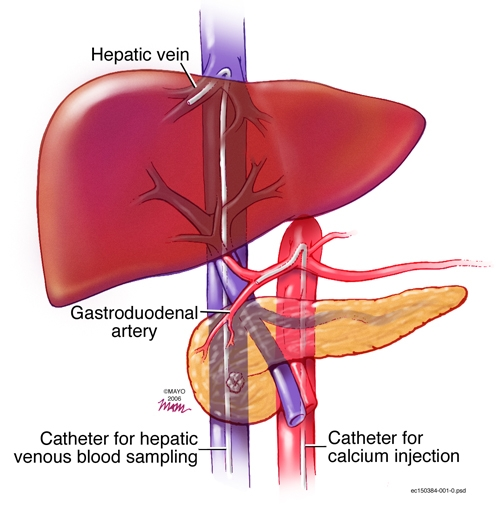 Hepatic vein
Gastroduodenal
artery
©MAYO
2006
Catheter for hepatic
venous blood sampling
Catheter for
calcium injection
ec150384-001-0.psd